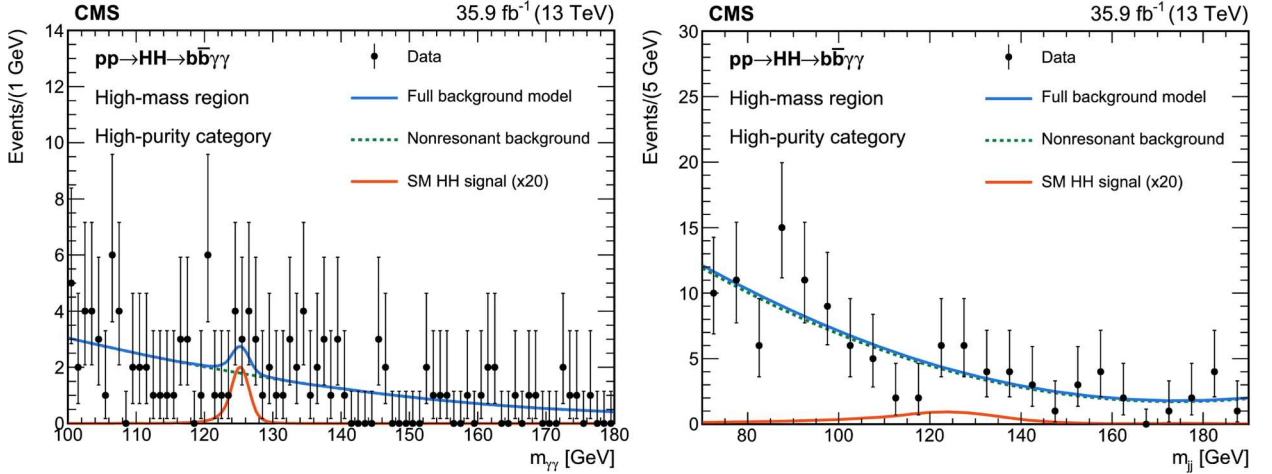 CMS 35.9 fb⁻¹ (13 TeV)
Events/(1 GeV)
14
12
10
8
6
4
2
0
pp→HH→bb̅γγ
High-mass region
High-purity category
Data
Full background model
Nonresonant background
SM HH signal (x20)
100 110 120 130 140 150 160 170 180
mγγ [GeV]
CMS 35.9 fb⁻¹ (13 TeV)
Events/(5 GeV)
30
25
20
15
10
5
0
pp→HH→bb̅γγ
High-mass region
High-purity category
Data
Full background model
Nonresonant background
SM HH signal (x20)
80 100 120 140 160 180
mjj [GeV]